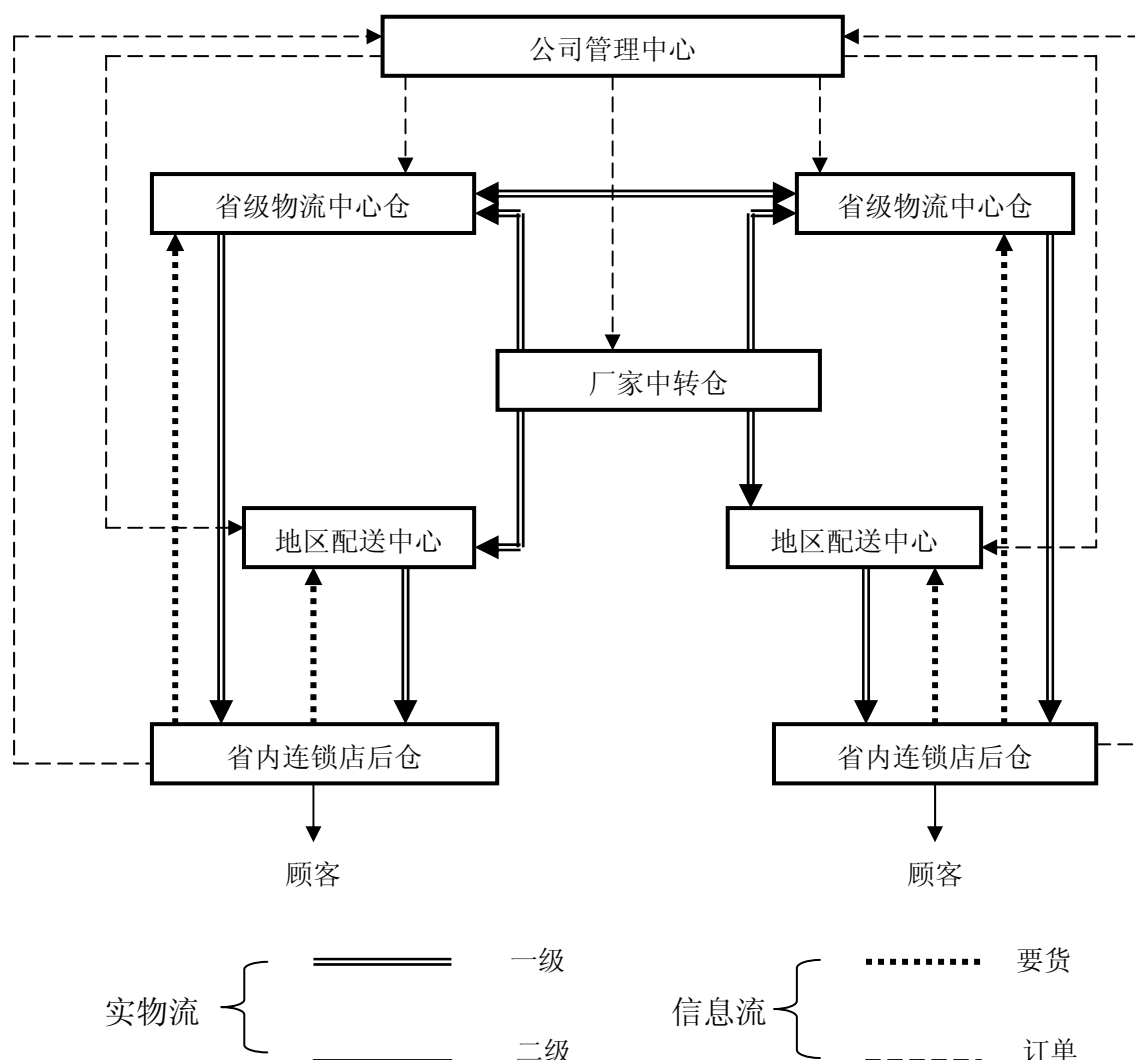 公司管理中心
省级物流中心仓
省级物流中心仓
厂家中转仓
地区配送中心
地区配送中心
省内连锁店后仓
省内连锁店后仓
顾客
顾客
一级
要货
实物流
信息流
二级
订单